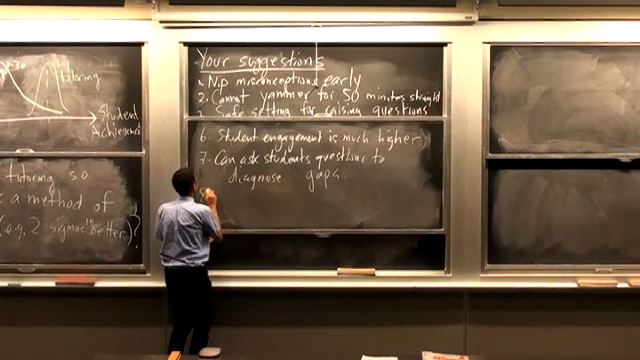 30
tutoring
Student
Achievement
tutoring so
a method of
(e.g. 2 sigmas better)?
Your suggestions
1. Nip misconceptions early
2. Cannot yammer for 50 minutes straight
3. Safe setting for raising questions
6. Student engagement is much higher
7. Can ask students questions to
diagnose gaps.